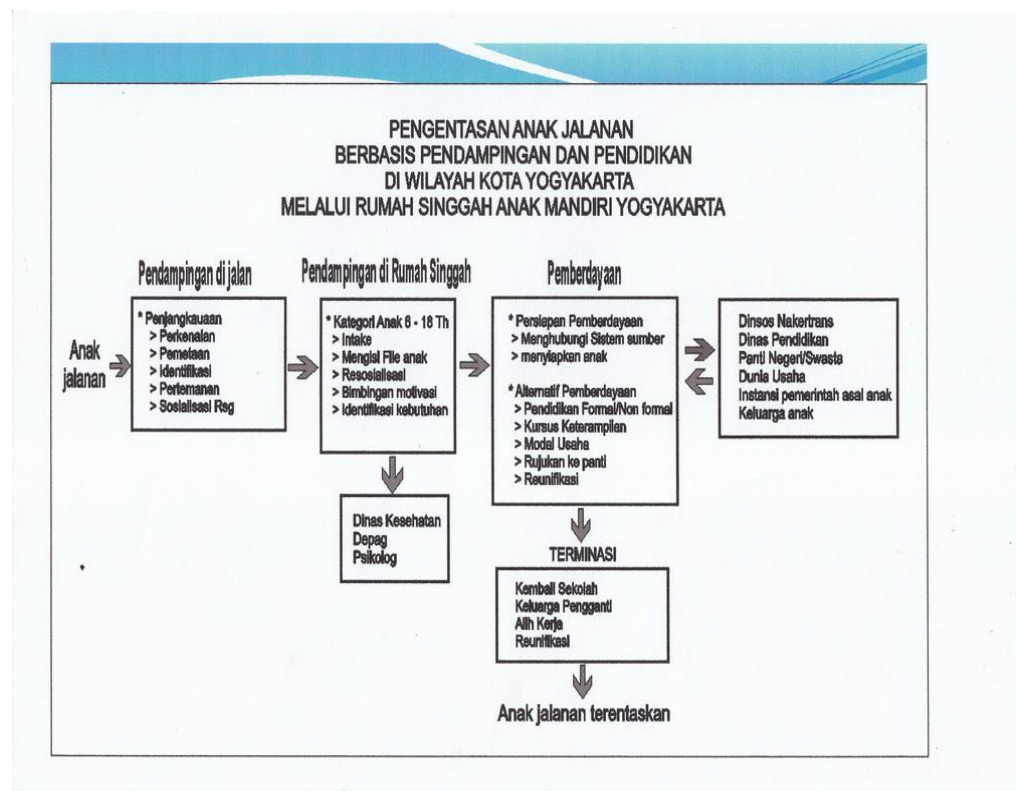 PENGENTASAN ANAK JALANAN
BERBASIS PENDAMPINGAN DAN PENDIDIKAN
DI WILAYAH KOTA YOGYAKARTA
MELALUI RUMAH SINGGAH ANAK MANDIRI YOGYAKARTA
Anak
jalanan
Pendampingan di jalan
* Penjangkauaan
> Perkenalan
> Pemetaan
> Identifikasi
> Pertemanan
> Sosialisasi Rsg
Pendampingan di Rumah Singgah
* Kategori Anak 6 - 18 Th
> Intake
> Mengisi File anak
> Resosialisasi
> Bimbingan motivasi
> Identifikasi kebutuhan
Dinas Kesehatan
Depag
Psikolog
Pemberdayaan
* Persiapan Pemberdayaan
> Menghubungi Sistem sumber
> menyiapkan anak
* Alternatif Pemberdayaan
> Pendidikan Formal/Non formal
> Kursus Keterampilan
> Modal Usaha
> Rujukan ke panti
> Reunifikasi
Dinsos Nakertrans
Dinas Pendidikan
Panti Negeri/Swasta
Dunia Usaha
Instansi pemerintah asal anak
Keluarga anak
TERMINASI
Kembali Sekolah
Keluarga Pengganti
Alih Kerja
Reunifikasi
Anak jalanan terentaskan